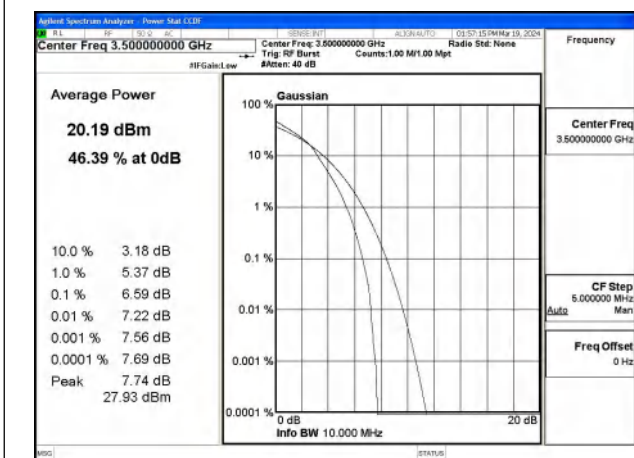 Agilent Spectrum Analyzer - Power Stat CCDF
RL RF 50 Ω AC SENSE:INT ALIGNAUTO 01:57:15 PM Mar 19, 2024
Center Freq 3.500000000 GHz
Center Freq: 3.500000000 GHz Radio Std: None
Trig: RF Burst Counts:1.00 M/1.00 Mpt
#IFGain:Low #Atten: 40 dB
Frequency
Average Power
20.19 dBm
46.39 % at 0dB
10.0 % 3.18 dB
1.0 % 5.37 dB
0.1 % 6.59 dB
0.01 % 7.22 dB
0.001 % 7.56 dB
0.0001 % 7.69 dB
Peak 7.74 dB
27.93 dBm
Gaussian
100 %
10 %
1 %
0.1 %
0.01 %
0.001 %
0.0001 %
0 dB 20 dB
Info BW 10.000 MHz
Center Freq
3.500000000 GHz
CF Step
5.000000 MHz
Auto Man
Freq Offset
0 Hz
MSG STATUS